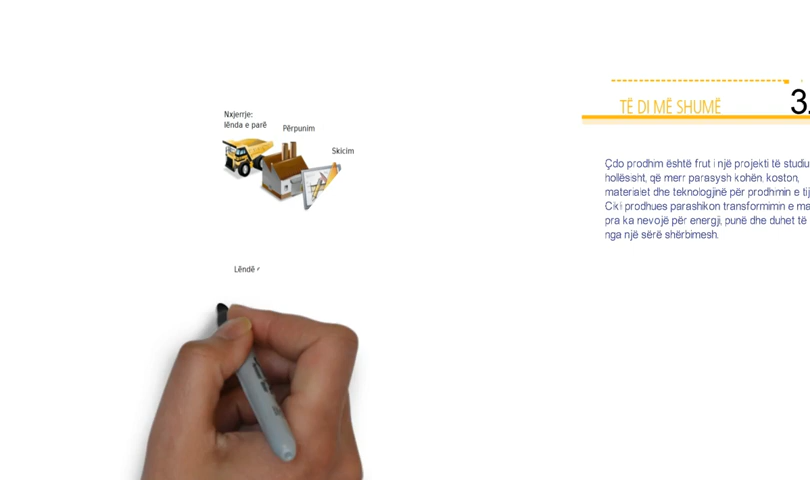 Nxjerrje:
lënda e parë
Përpunim
Skicim
Lëndë
TË DI MË SHUMË
3.
Çdo prodhim është frut i një projekti të studiu
hollësisht, që merr parasysh kohën, koston,
materialet dhe teknologjinë për prodhmin e tij
Cikli prodhues parashikon transformimin e ma
pra ka nevojë për energji, punë dhe duhet të
nga një sërë shërbimesh.